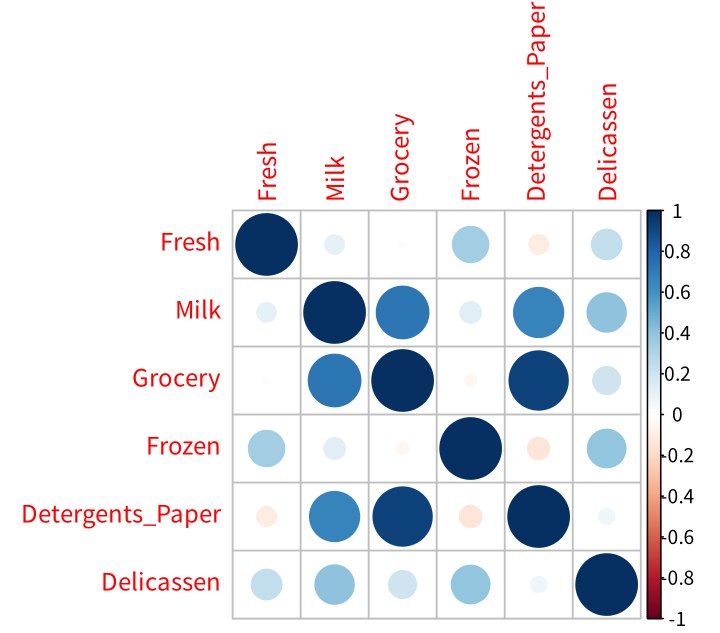 Fresh
Milk
Grocery
Frozen
Detergents_Paper
Delicassen
Fresh
Milk
Grocery
Frozen
Detergents_Paper
Delicassen
1
0.8
0.6
0.4
0.2
0
-0.2
-0.4
-0.6
-0.8
-1